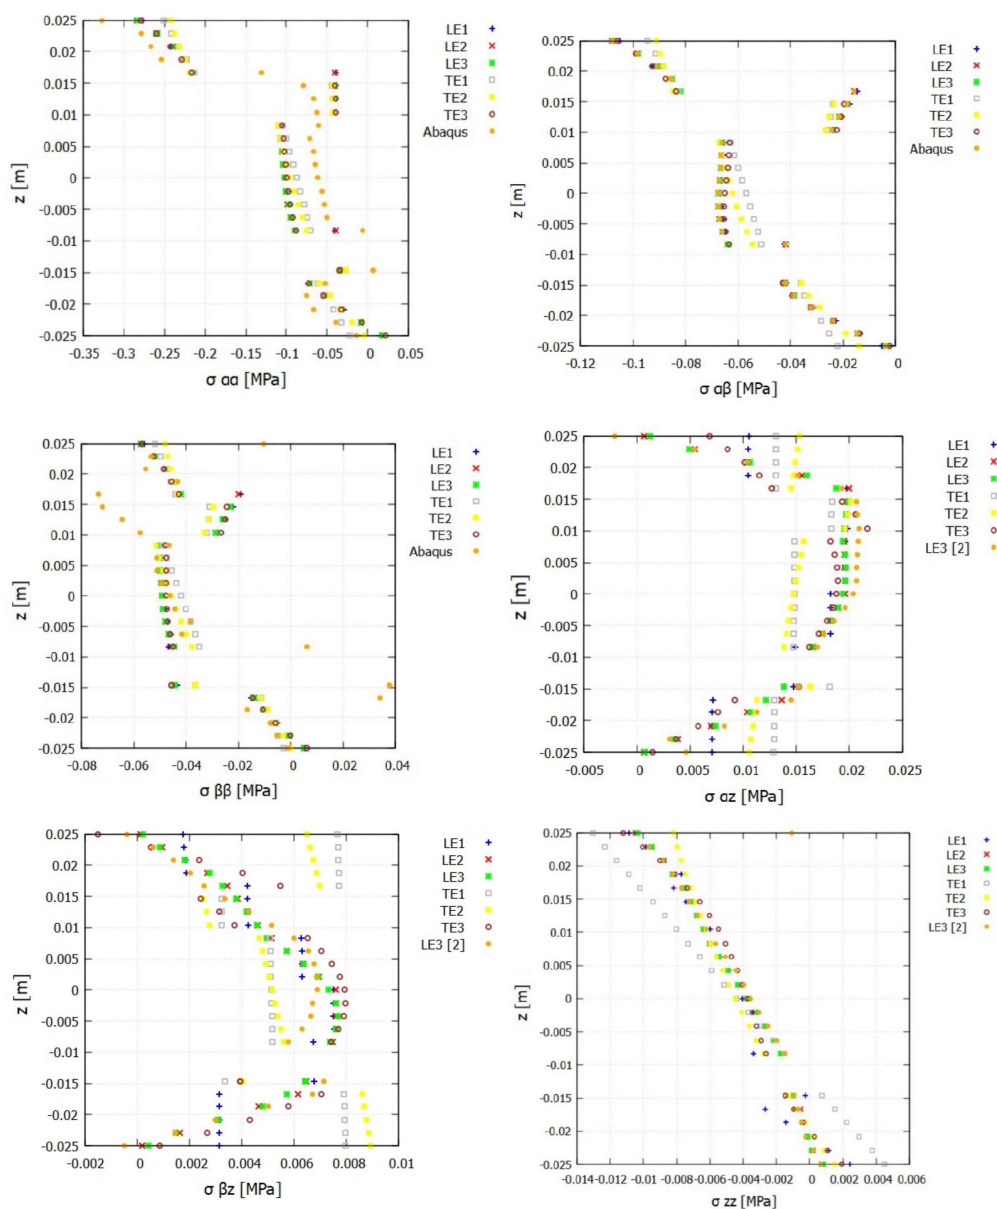 z [m]
0.025
0.02
0.015
0.01
0.005
0
-0.005
-0.01
-0.015
-0.02
-0.025
-0.35 -0.3 -0.25 -0.2 -0.15 -0.1 -0.05 0 0.05
σ αα [MPa]
LE1
LE2
LE3
TE1
TE2
TE3
Abaqus
z [m]
0.025
0.02
0.015
0.01
0.005
0
-0.005
-0.01
-0.015
-0.02
-0.025
-0.12 -0.1 -0.08 -0.06 -0.04 -0.02 0
σ αβ [MPa]
LE1
LE2
LE3
TE1
TE2
TE3
Abaqus
z [m]
0.025
0.02
0.015
0.01
0.005
0
-0.005
-0.01
-0.015
-0.02
-0.025
-0.08 -0.06 -0.04 -0.02 0 0.02 0.04
σ ββ [MPa]
LE1
LE2
LE3
TE1
TE2
TE3
Abaqus
z [m]
0.025
0.02
0.015
0.01
0.005
0
-0.005
-0.01
-0.015
-0.02
-0.025
-0.005 0 0.005 0.01 0.015 0.02 0.025
σ αz [MPa]
LE1
LE2
LE3
TE1
TE2
TE3
LE3 [2]
z [m]
0.025
0.02
0.015
0.01
0.005
0
-0.005
-0.01
-0.015
-0.02
-0.025
-0.002 0 0.002 0.004 0.006 0.008 0.01
σ βz [MPa]
LE1
LE2
LE3
TE1
TE2
TE3
LE3 [2]
z [m]
0.025
0.02
0.015
0.01
0.005
0
-0.005
-0.01
-0.015
-0.02
-0.025
-0.014 -0.012 -0.01 -0.008 -0.006 -0.004 -0.002 0 0.002 0.004 0.006
σ zz [MPa]
LE1
LE2
LE3
TE1
TE2
TE3
LE3 [2]